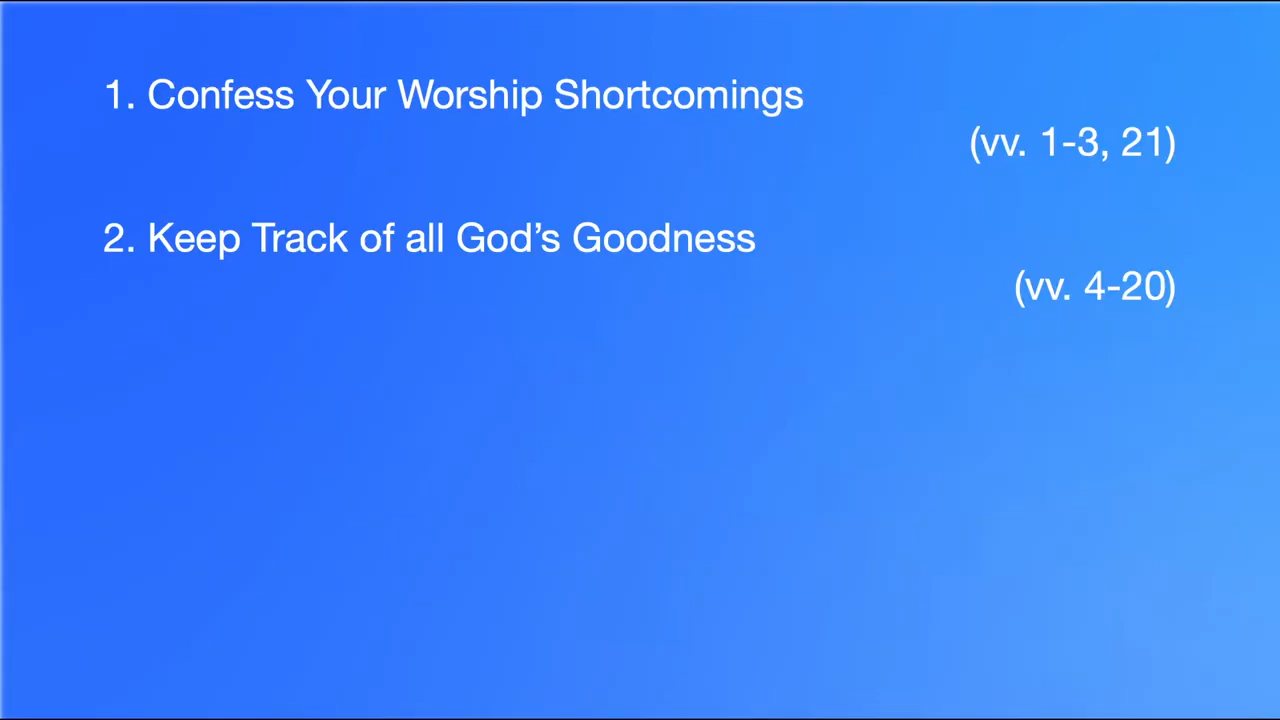 1. Confess Your Worship Shortcomings
(vv. 1-3, 21)
2. Keep Track of all God’s Goodness
(vv. 4-20)